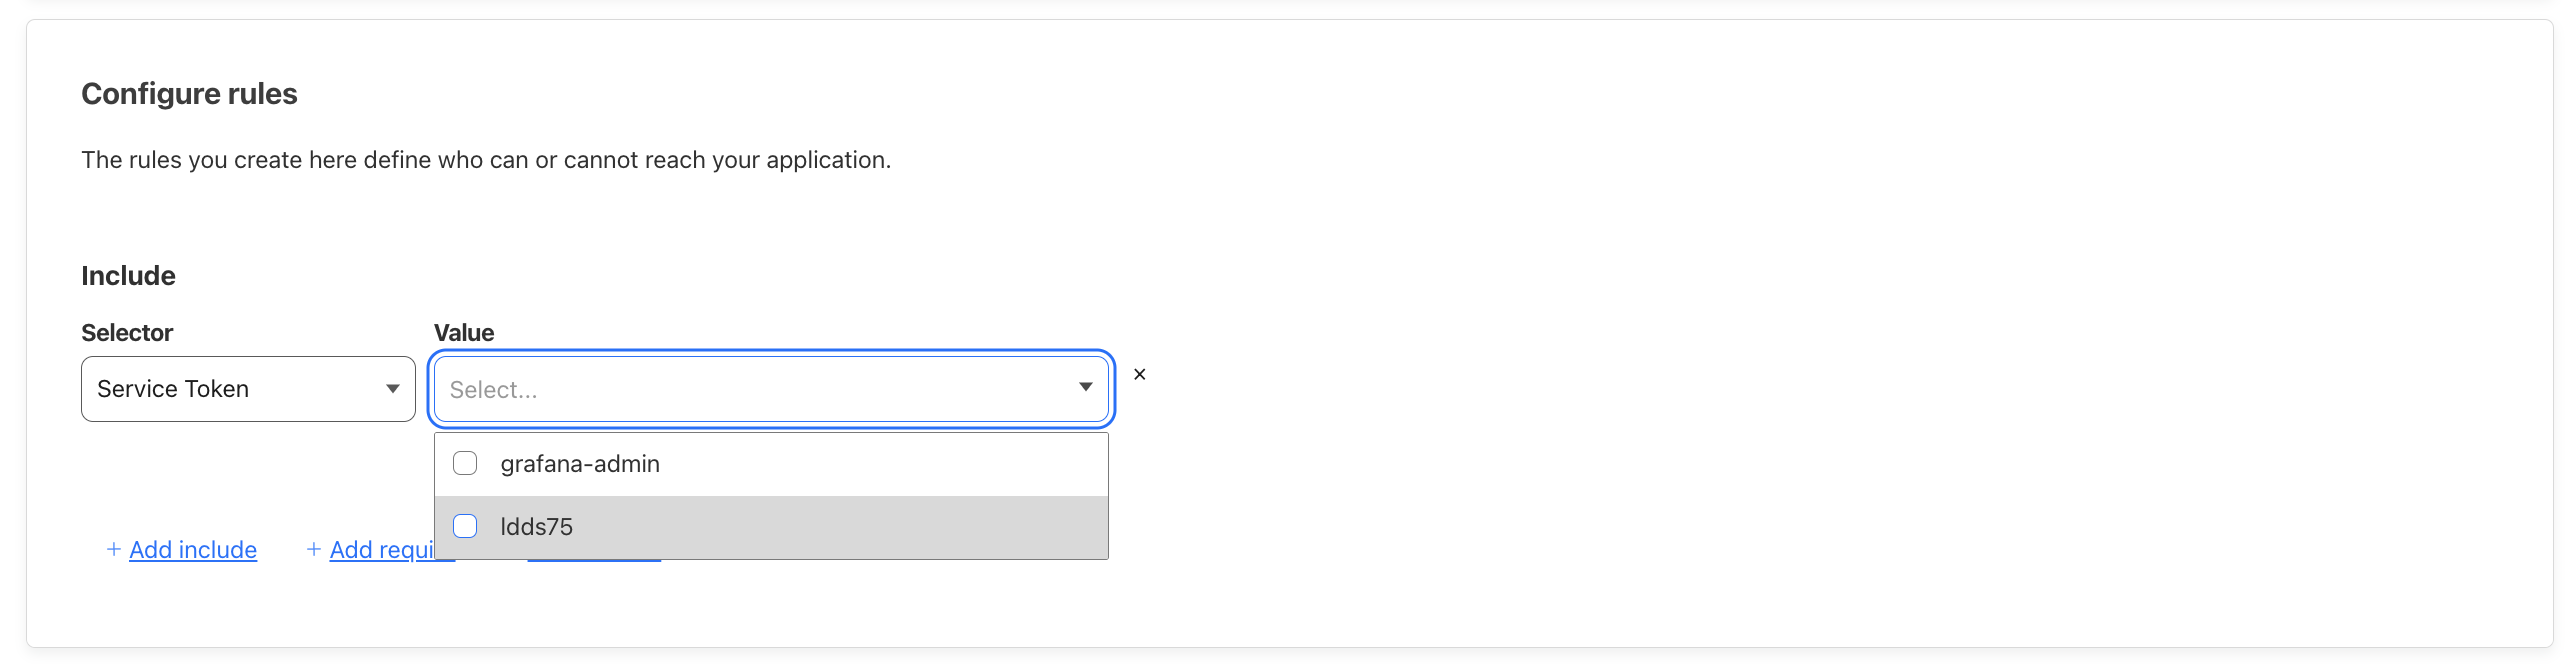 Configure rules
The rules you create here define who can or cannot reach your application.
Include
Selector Value
Service Token Select... ×
grafana-admin
ldds75
+ Add include + Add requi